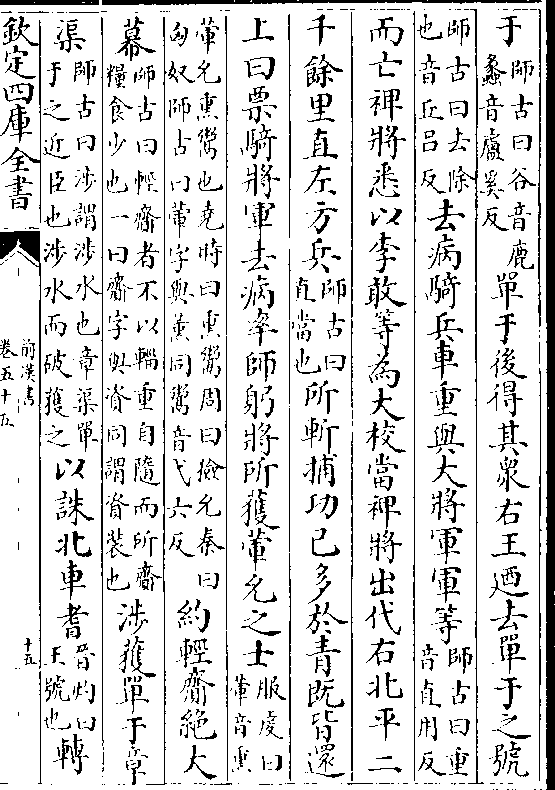 于師古曰谷音鹿蠡音盧奚反單于後得其衆右王廼去單于之號
師古曰去除也音丘吕反去病騎兵車重與大將軍軍等師古曰重音直用反
而亡裨將悉以李敢等為大校當裨將出代右北平二
千餘里直左方兵師古曰直當也所斬捕功已多於青既皆還
上曰票騎將軍去病率師躬將所獲葷允之士服虔曰葷音熏
葷允熏鬻也堯時曰熏鬻周曰獫允秦曰匈奴師古曰葷字與薰同鬻音弋六反約輕齎絶大
幕師古曰輕齎者不以輜重自隨而所齎糧食少也一曰齎字與資同謂資裝也涉獲單于章
渠師古曰涉謂涉水也章渠單于之近臣也涉水而破獲之以誅北車耆晉灼曰王號也轉
欽定四庫全書
前漢書
卷五十五
十五